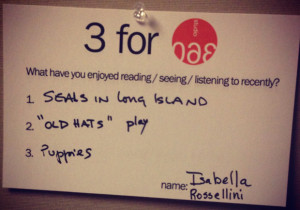 3 for
What have you enjoyed reading/seeing/listening to recently?
1. SEALS IN Long ISLAND
2. "OLD HATS" play
3. Puppies
name: Isabella
Rossellini